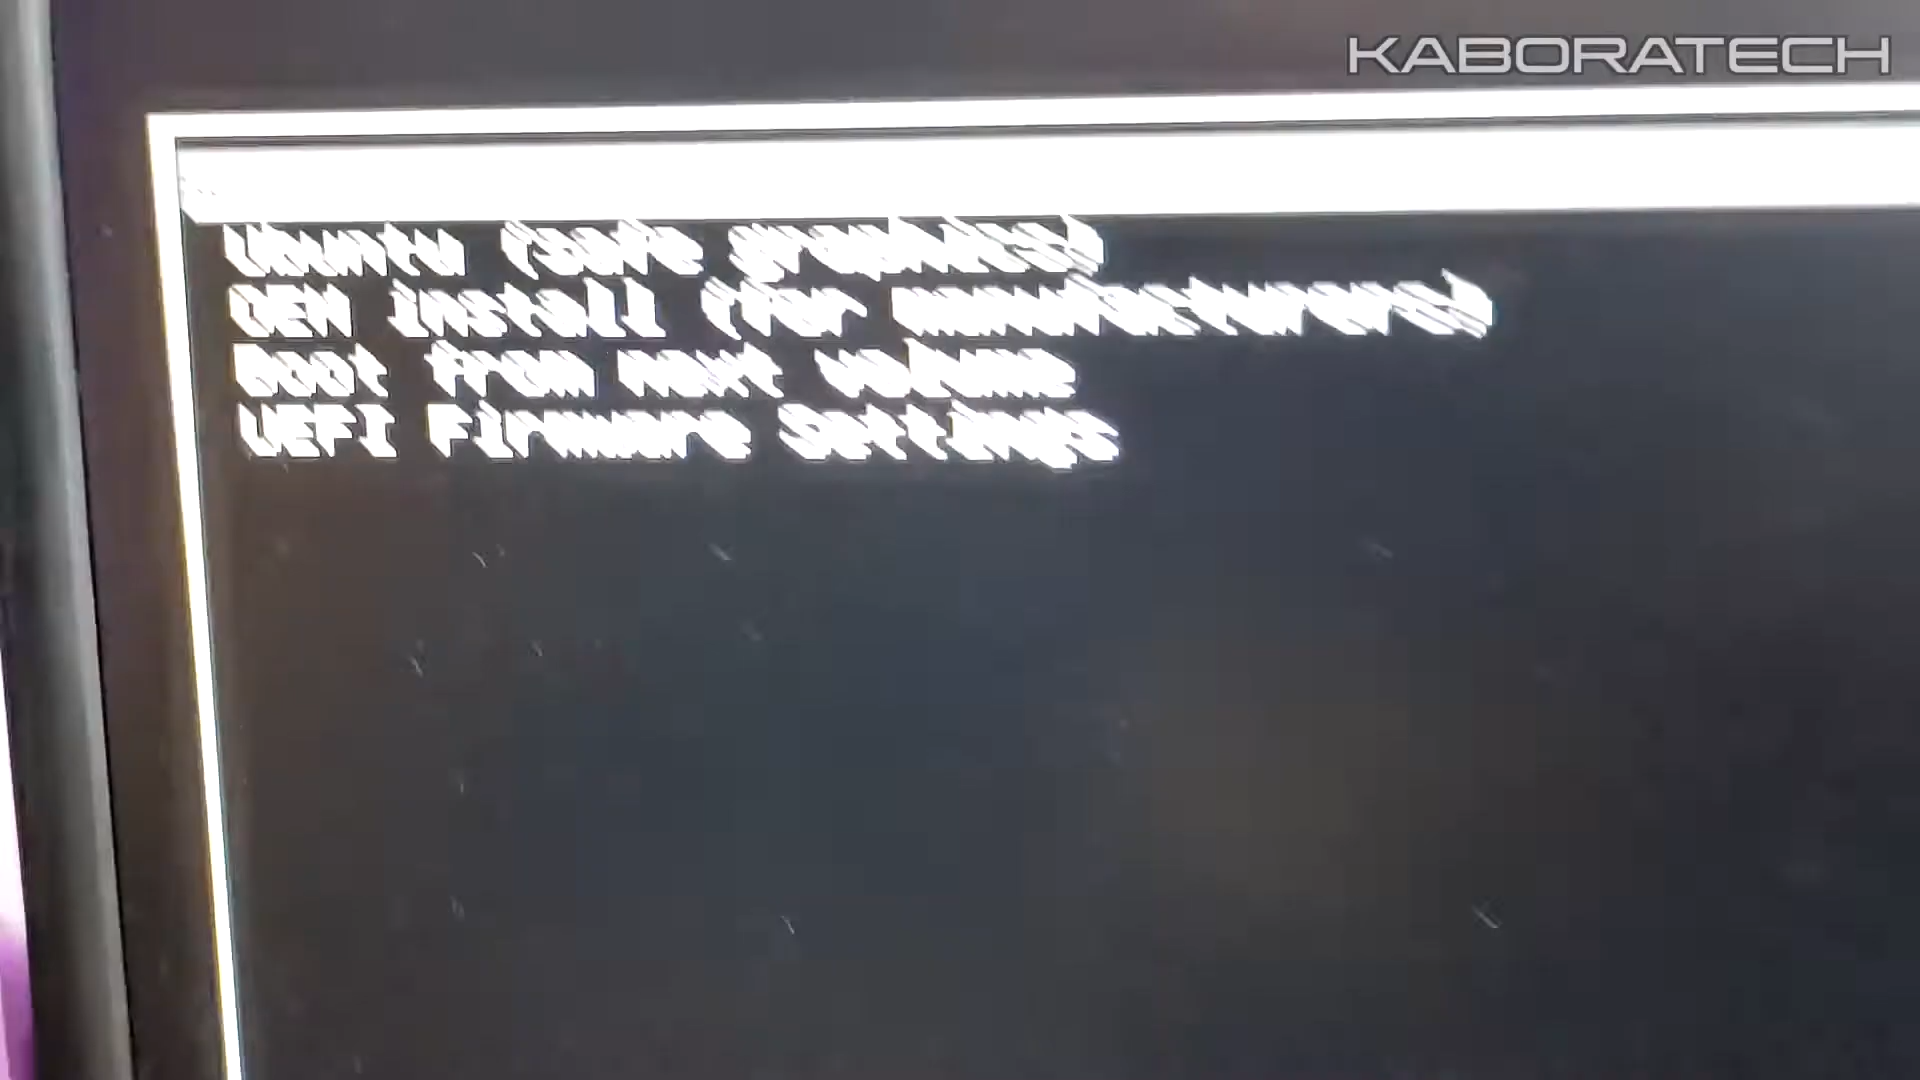 KABORATECH
Ubuntu (safe graphics)
OEM install (for manufacturers)
Boot from next volume
UEFI Firmware Settings